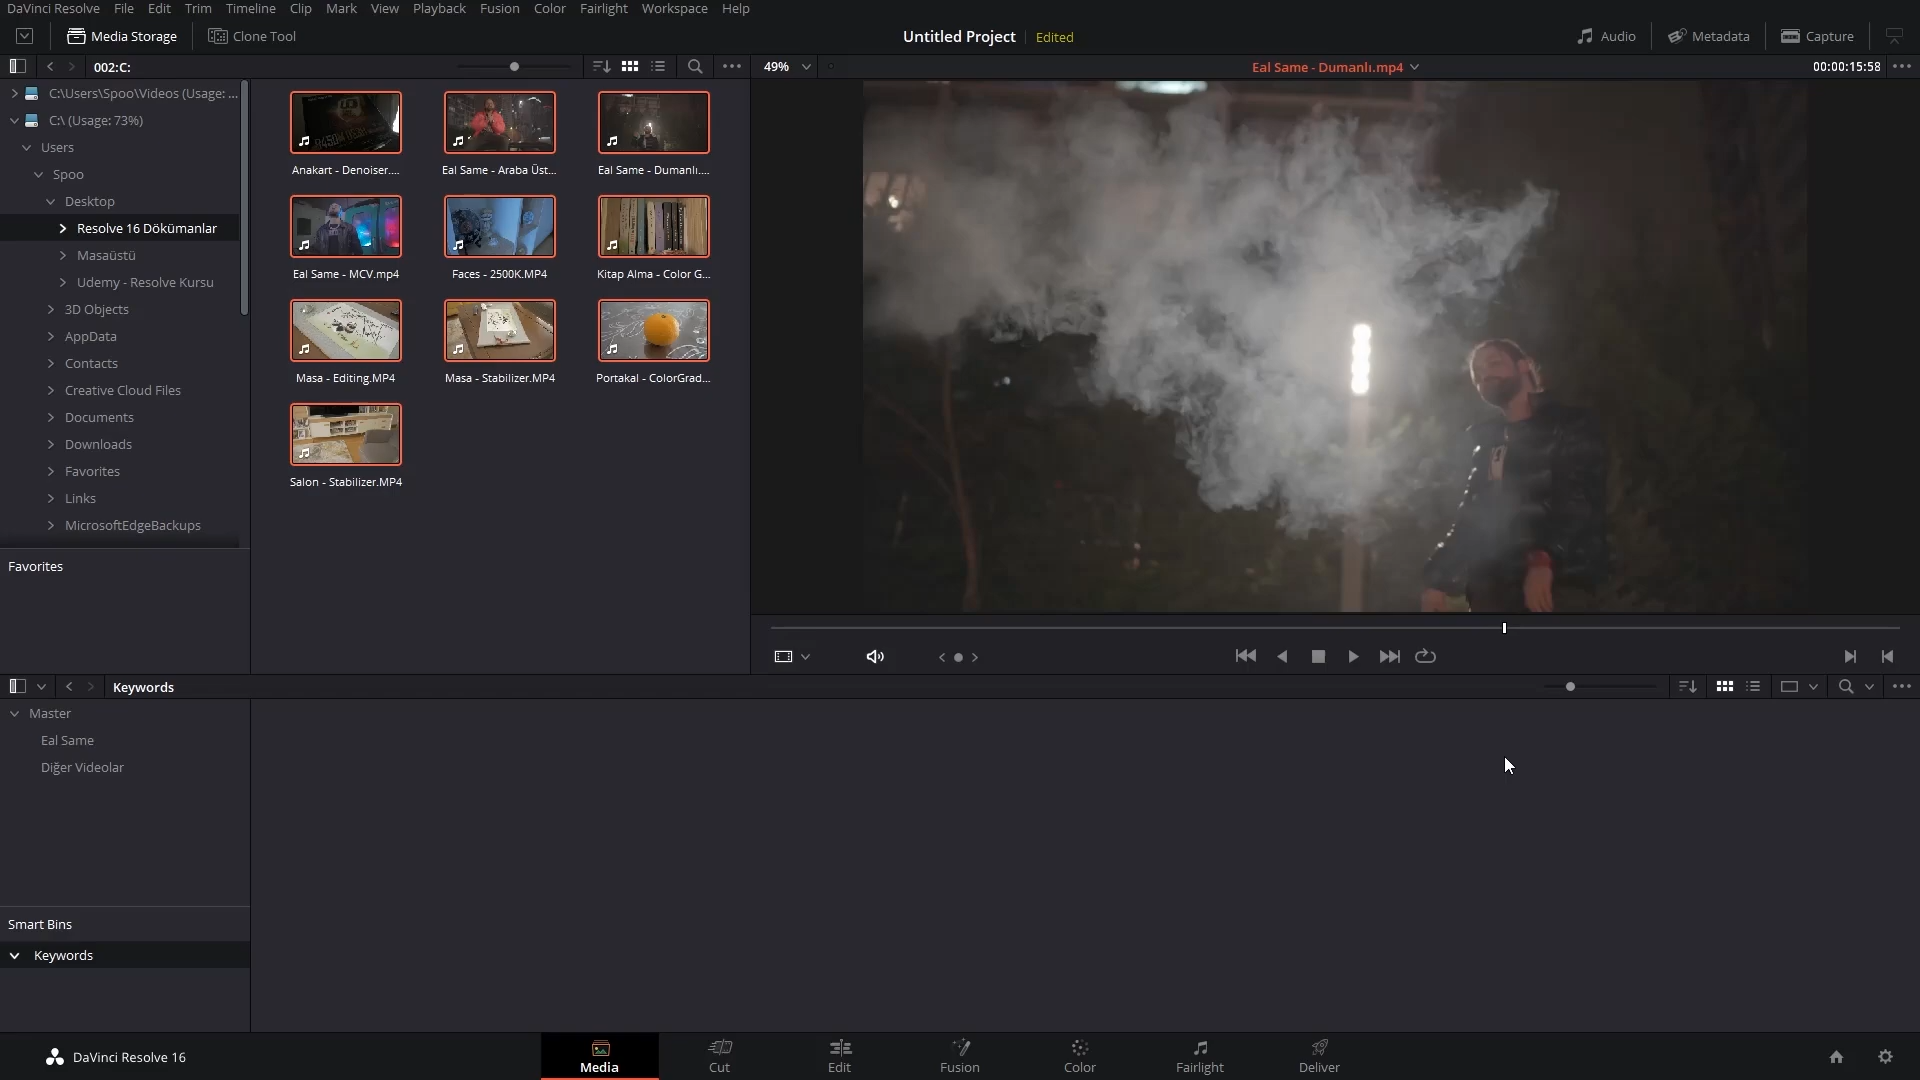 DaVinci Resolve File Edit Trim Timeline Clip Mark View Playback Fusion Color Fairlight Workspace Help
Media Storage Clone Tool Untitled Project Edited Audio Metadata Capture
002:C: 49% Eal Same - Dumanlı.mp4 00:00:15:58
C:\Users\Spoo\Videos (Usage: ...
C:\ (Usage: 73%)
Users
Spoo
Desktop
Resolve 16 Dökümanlar
Masaüstü
Udemy - Resolve Kursu
3D Objects
AppData
Contacts
Creative Cloud Files
Documents
Downloads
Favorites
Links
MicrosoftEdgeBackups
Favorites
Anakart - Denoiser.... Eal Same - Araba Üst... Eal Same - Dumanlı....
Eal Same - MCV.mp4 Faces - 2500K.MP4 Kitap Alma - Color G...
Masa - Editing.MP4 Masa - Stabilizer.MP4 Portakal - ColorGrad...
Salon - Stabilizer.MP4
Keywords
Master
Eal Same
Diğer Videolar
Smart Bins
Keywords
DaVinci Resolve 16
Media Cut Edit Fusion Color Fairlight Deliver